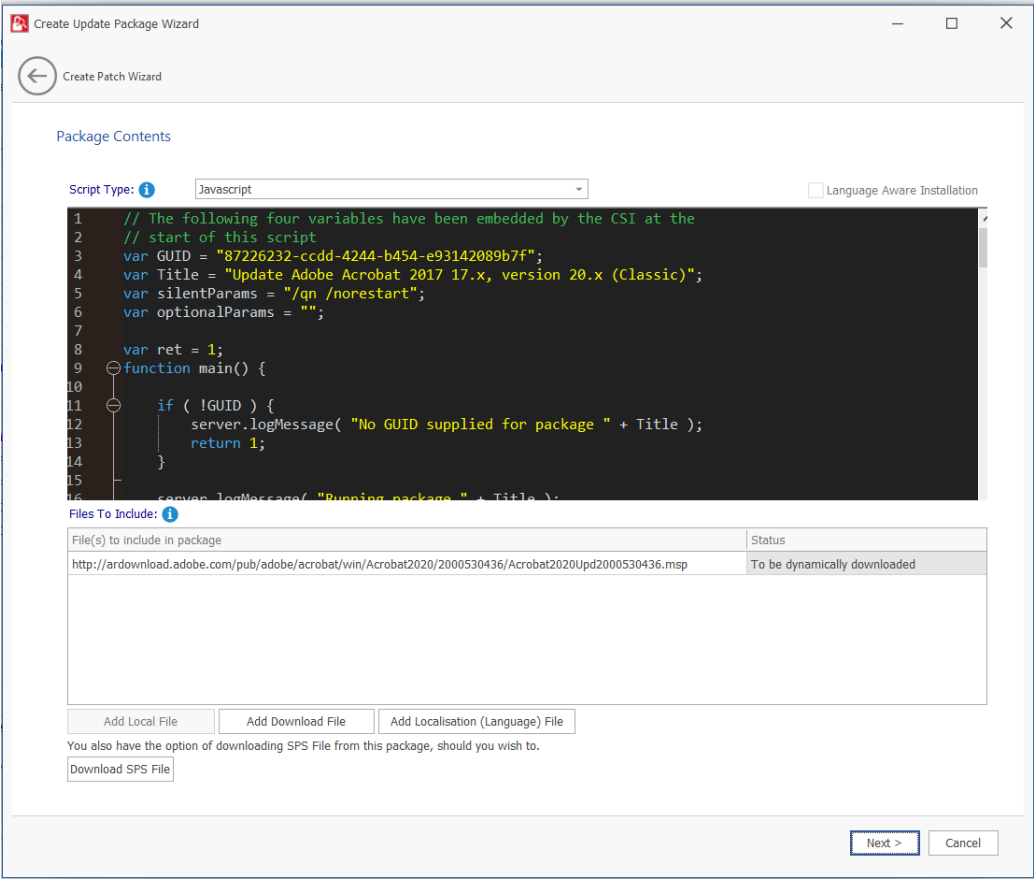 Create Update Package Wizard
Create Patch Wizard
Package Contents
Script Type:
Javascript
Language Aware Installation
1 // The following four variables have been embedded by the CSI at the
2 // start of this script
3 var GUID = "87226232-ccdd-4244-b454-e93142089b7f";
4 var Title = "Update Adobe Acrobat 2017 17.x, version 20.x (Classic)";
5 var silentParams = "/qn /norestart";
6 var optionalParams = "";
7
8 var ret = 1;
9 function main() {
10
11 if ( !GUID ) {
12 server.logMessage( "No GUID supplied for package " + Title );
13 return 1;
14 }
15
16 server.logMessage( "Running package " + Title );
Files To Include:
File(s) to include in package Status
http://ardownload.adobe.com/pub/adobe/acrobat/win/Acrobat2020/2000530436/Acrobat2020Upd2000530436.msp To be dynamically downloaded
Add Local File Add Download File Add Localisation (Language) File
You also have the option of downloading SPS File from this package, should you wish to.
Download SPS File
Next > Cancel